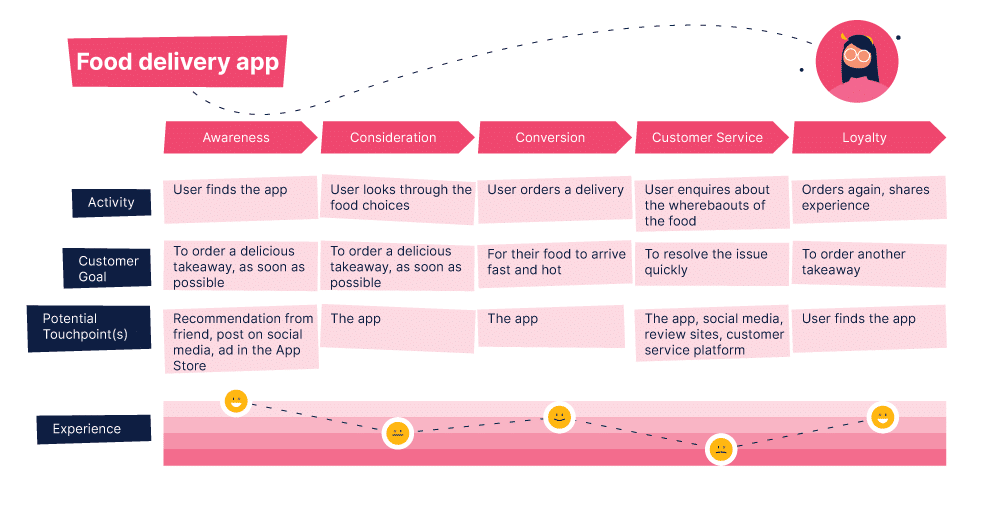 Food delivery app
Awareness
Consideration
Conversion
Customer Service
Loyalty
Activity
User finds the app
User looks through the
food choices
User orders a delivery
User enquires about
the wherebaouts of
the food
Orders again, shares
experience
Customer
Goal
To order a delicious
takeaway, as soon as
possible
To order a delicious
takeaway, as soon as
possible
For their food to arrive
fast and hot
To resolve the issue
quickly
To order another
takeaway
Potential
Touchpoint(s)
Recommendation from
friend, post on social
media, ad in the App
Store
The app
The app
The app, social media,
review sites, customer
service platform
User finds the app
Experience